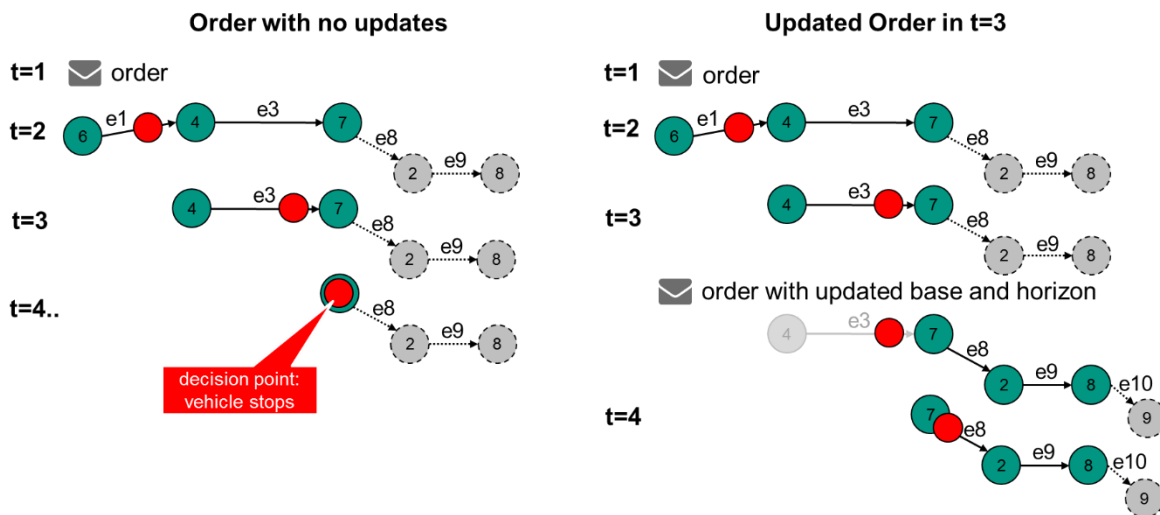 Order with no updates
t=1 order
t=2 6 e1 4 e3 7 e8 2 e9 8
t=3 4 e3 7 e8 2 e9 8
t=4.. e8 2 e9 8
decision point:
vehicle stops
Updated Order in t=3
t=1 order
t=2 6 e1 4 e3 7 e8 2 e9 8
t=3 4 e3 7 e8 2 e9 8
order with updated base and horizon
4 e3 7 e8 2 e9 8 e10 9
t=4 7 e8 2 e9 8 e10 9